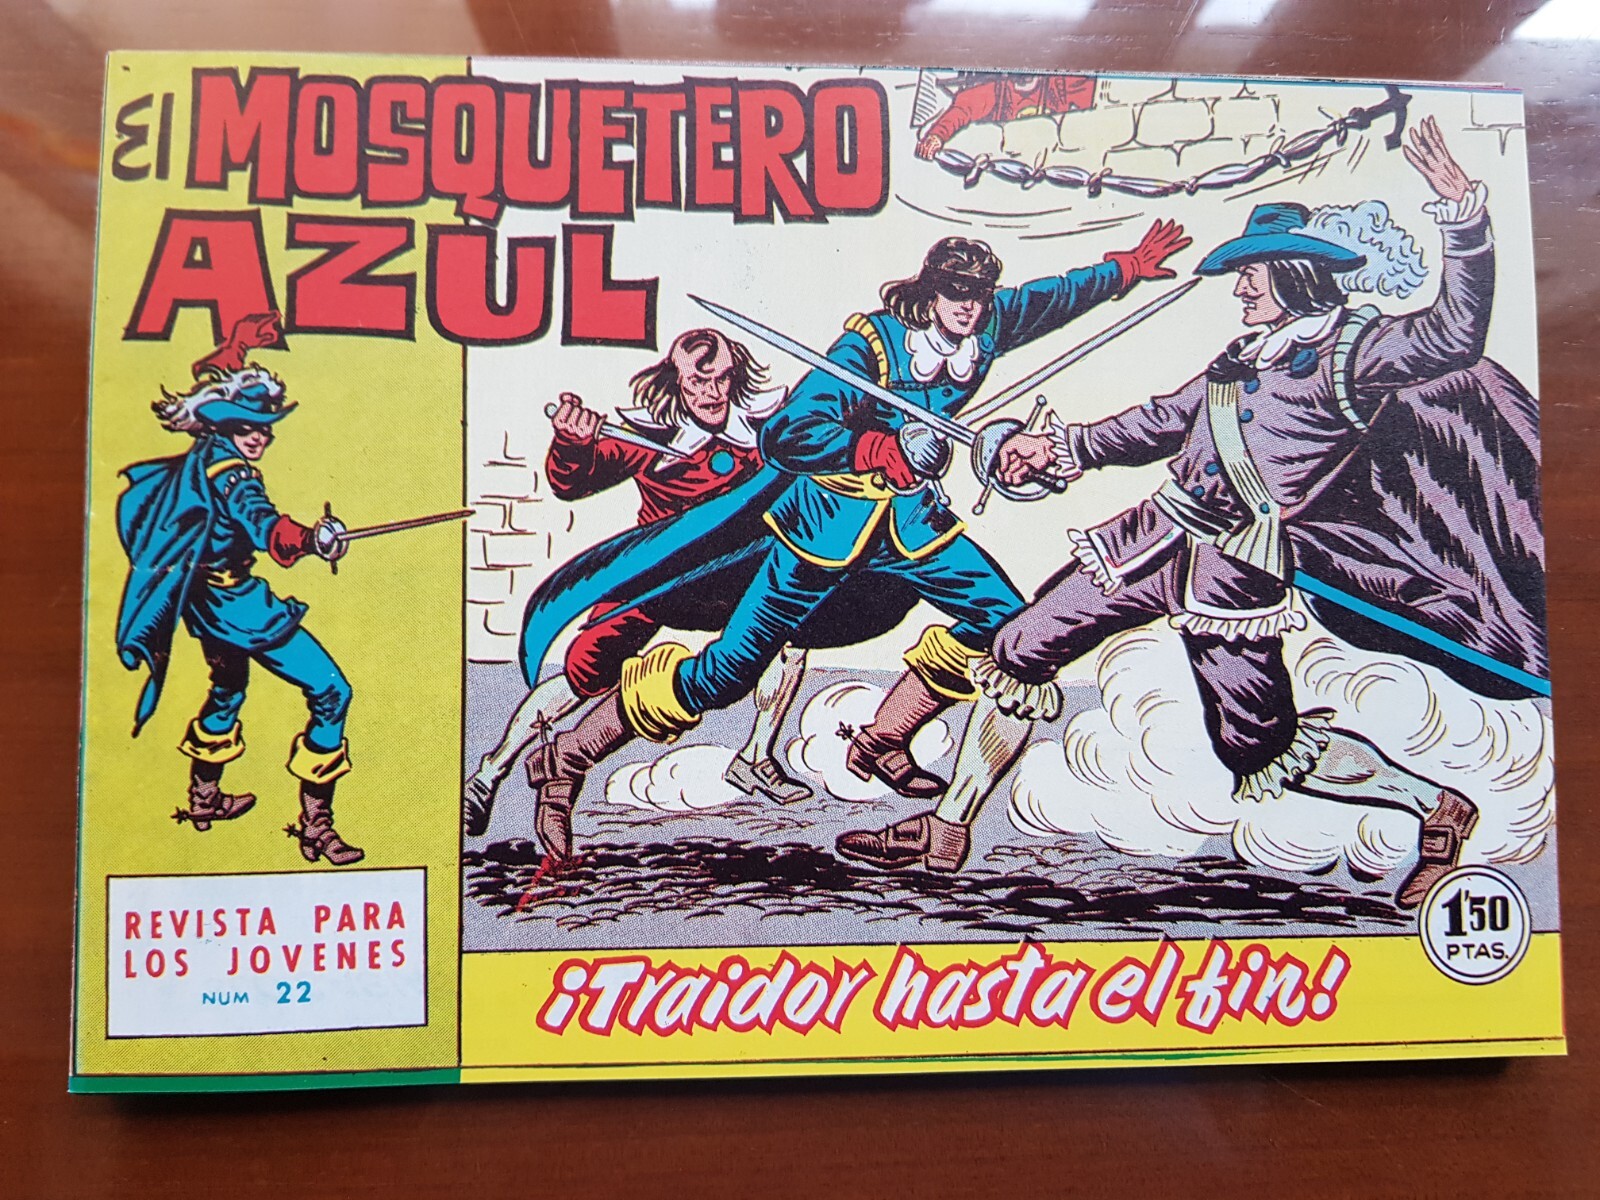 El MOSQUETERO
AZUL
REVISTA PARA
LOS JOVENES
NUM 22
¡Traidor hasta el fin!
1'50
PTAS.